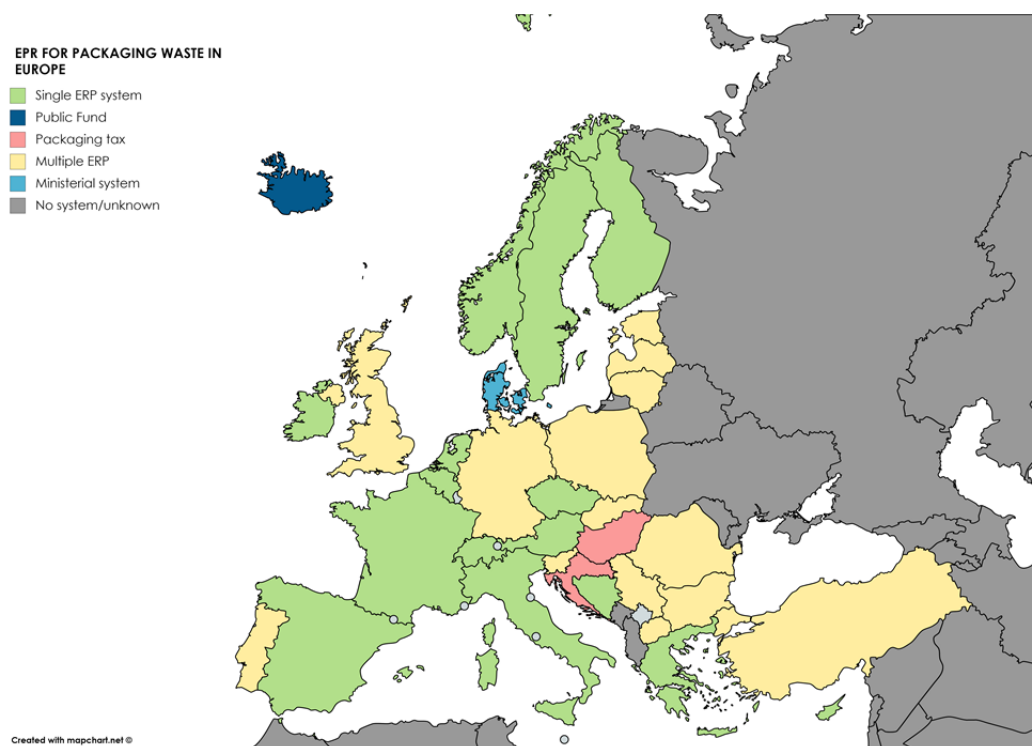 EPR FOR PACKAGING WASTE IN
EUROPE
Single ERP system
Public Fund
Packaging tax
Multiple ERP
Ministerial system
No system/unknown
Created with mapchart.net ©